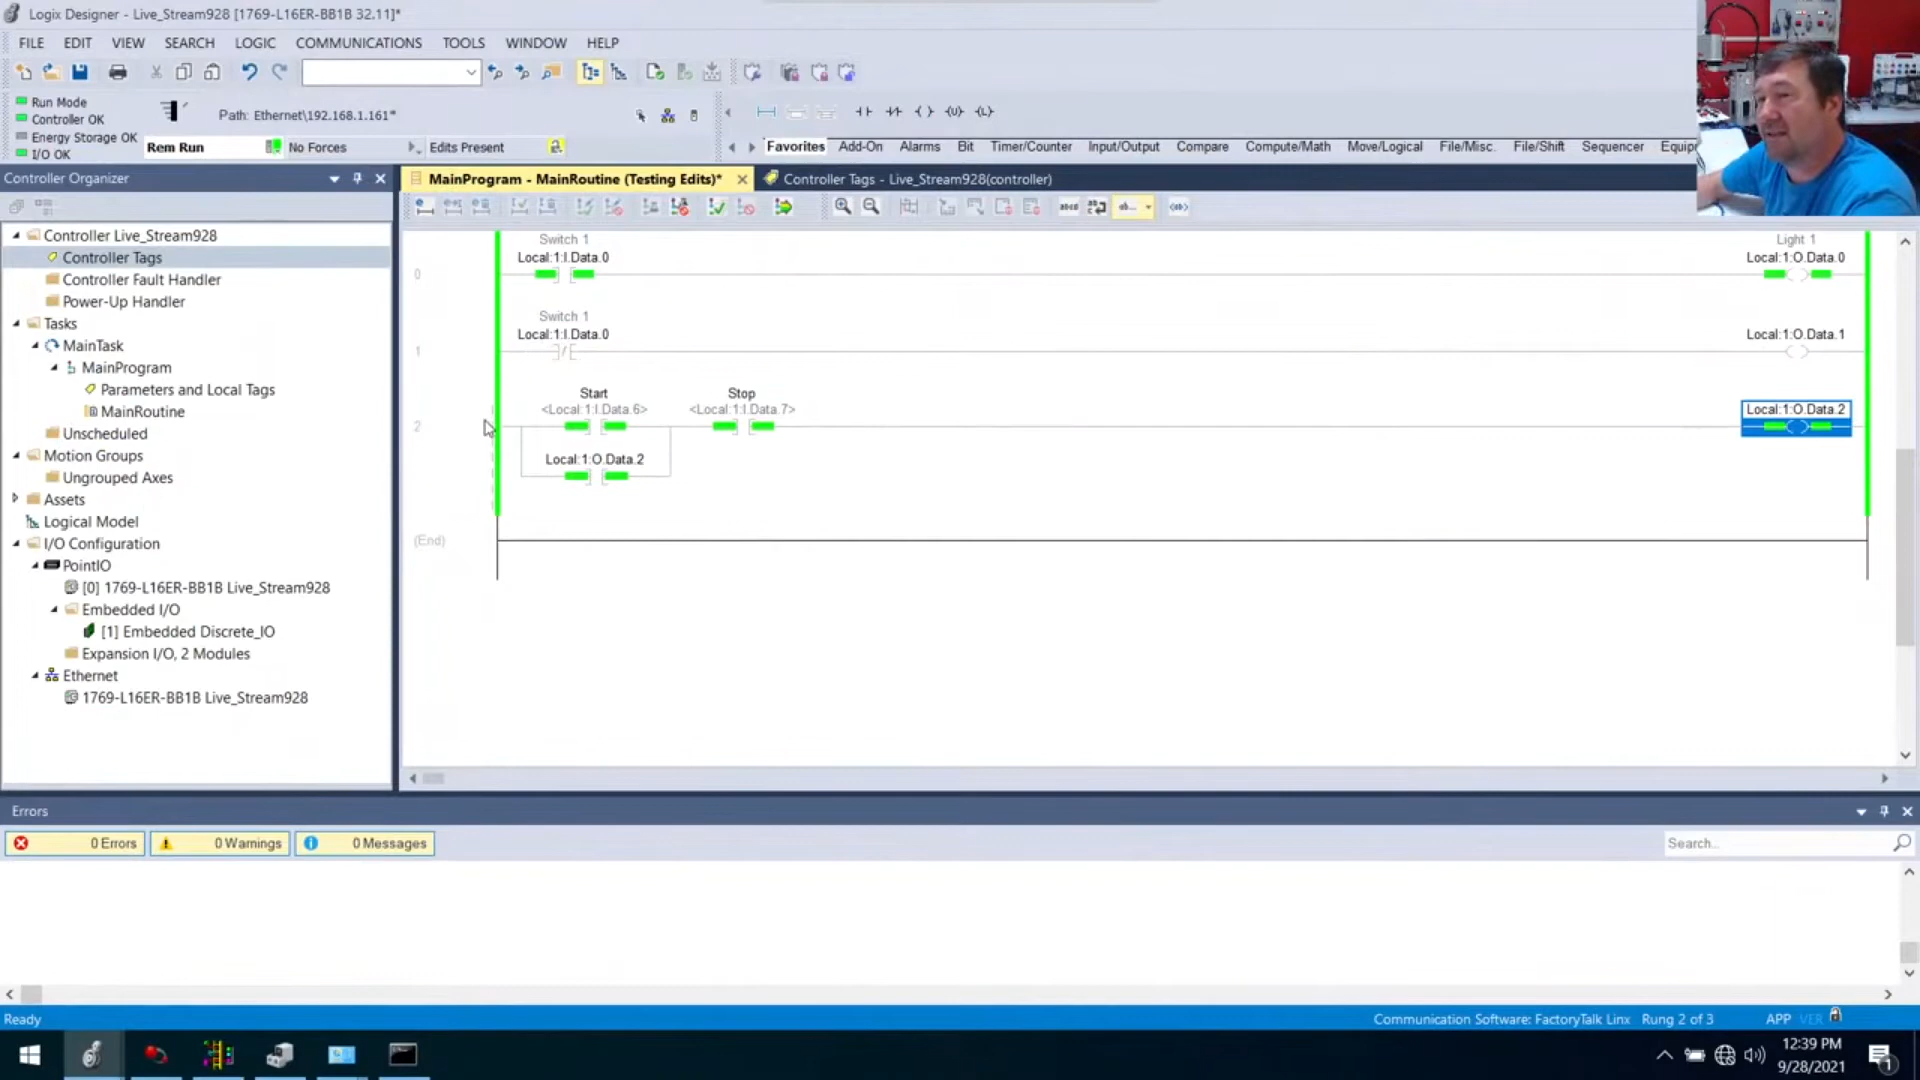 Logix Designer - Live_Stream928 [1769-L16ER-BB1B 32.11]*
FILE EDIT VIEW SEARCH LOGIC COMMUNICATIONS TOOLS WINDOW HELP
Run Mode
Controller OK
Energy Storage OK
I/O OK
Path: Ethernet\192.168.1.161*
Rem Run No Forces Edits Present
Favorites Add-On Alarms Bit Timer/Counter Input/Output Compare Compute/Math Move/Logical File/Misc. File/Shift Sequencer Equip
Controller Organizer
MainProgram - MainRoutine (Testing Edits)*
Controller Tags - Live_Stream928(controller)
Controller Live_Stream928
Controller Tags
Controller Fault Handler
Power-Up Handler
Tasks
MainTask
MainProgram
Parameters and Local Tags
MainRoutine
Unscheduled
Motion Groups
Ungrouped Axes
Assets
Logical Model
I/O Configuration
PointIO
[0] 1769-L16ER-BB1B Live_Stream928
Embedded I/O
[1] Embedded Discrete_IO
Expansion I/O, 2 Modules
Ethernet
1769-L16ER-BB1B Live_Stream928
Switch 1 Light 1
Local:1:I.Data.0 Local:1:O.Data.0
0
Switch 1
Local:1:I.Data.0 Local:1:O.Data.1
1
Start Stop
<Local:1:I.Data.6> <Local:1:I.Data.7> Local:1:O.Data.2
2
Local:1:O.Data.2
(End)
Errors
0 Errors 0 Warnings 0 Messages
Search...
Ready
Communication Software: FactoryTalk Linx Rung 2 of 3 APP VER
12:39 PM
9/28/2021
1